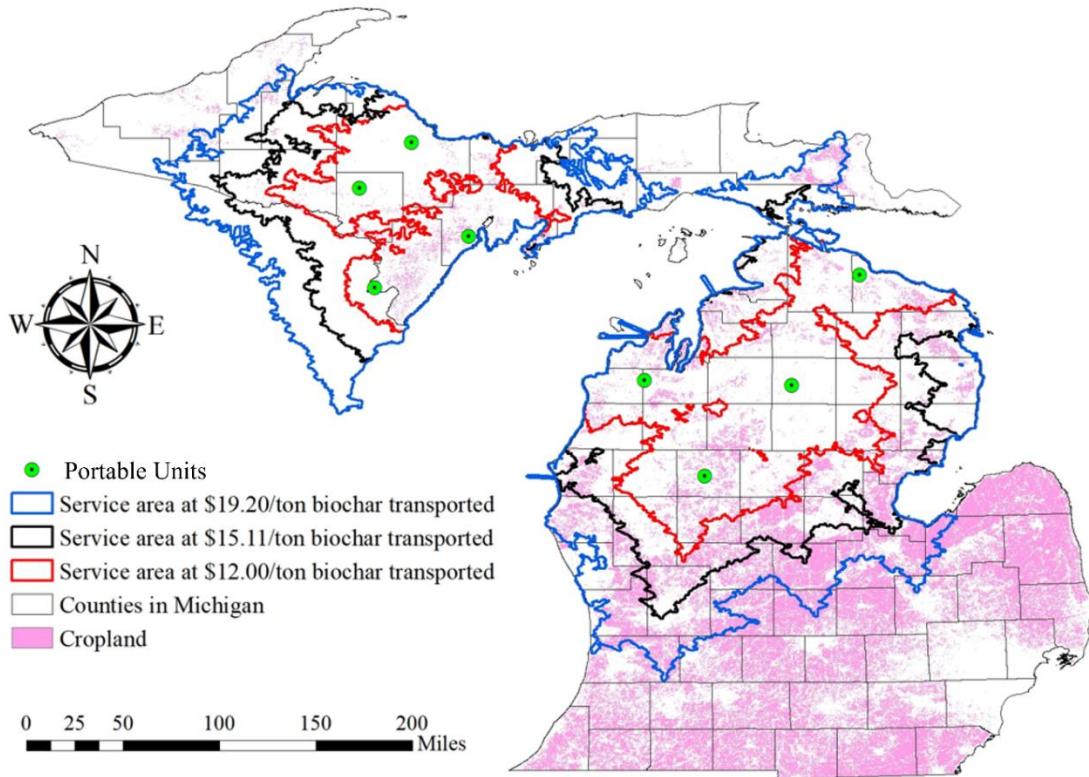 N
W E
S
Portable Units
Service area at $19.20/ton biochar transported
Service area at $15.11/ton biochar transported
Service area at $12.00/ton biochar transported
Counties in Michigan
Cropland
0 25 50 100 150 200
Miles